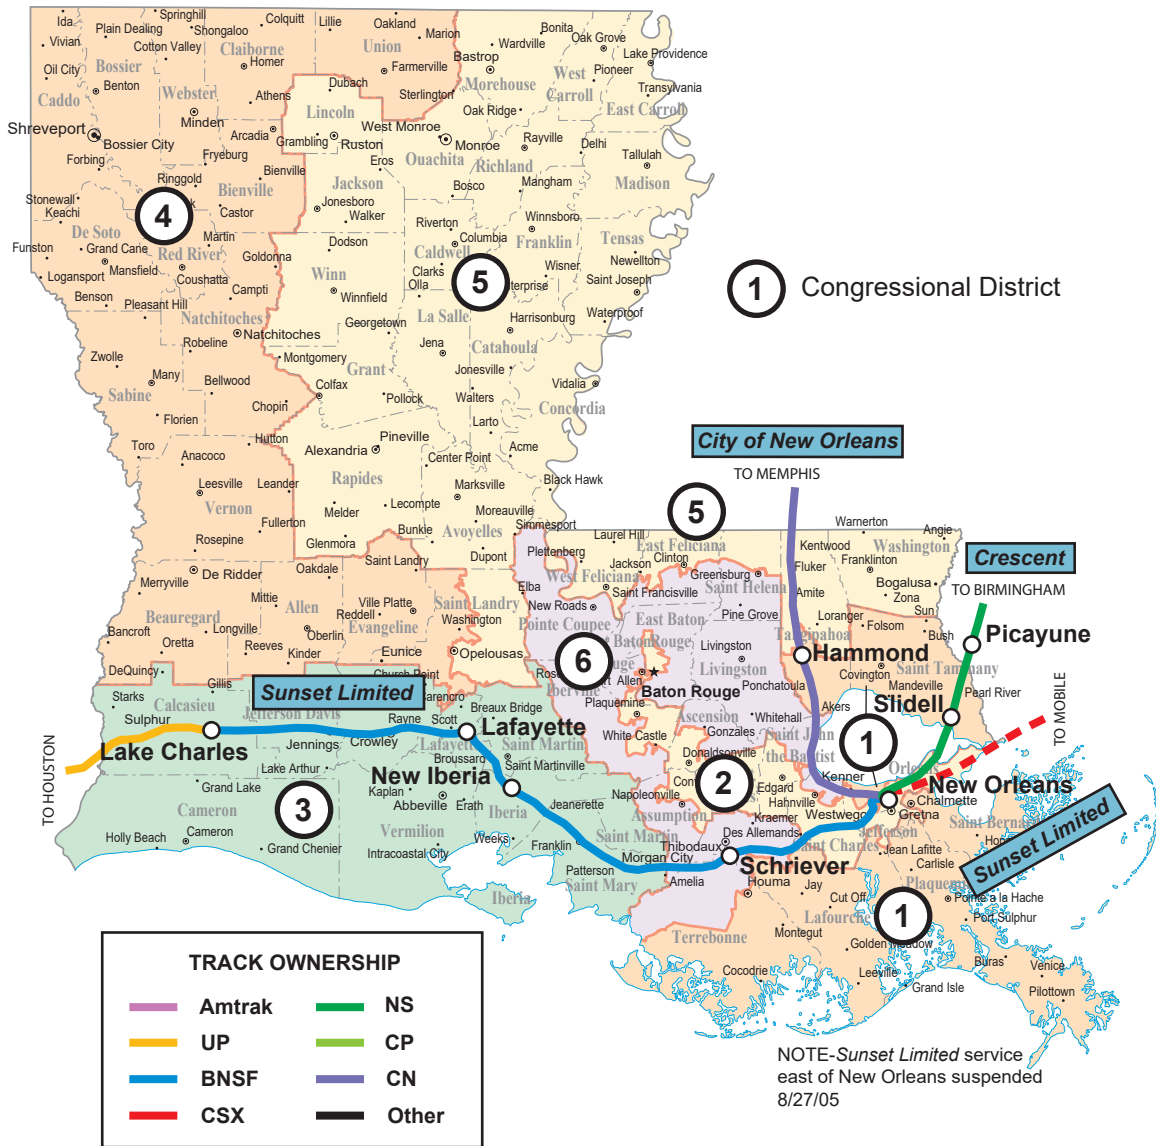 Ida
Springhill
Colquitt
Lillie
Oakland
Bonita
Vivian
Plain Dealing
Shongaloo
Marion
Wardville
Oak Grove
Cotton Valley
Claiborne
Union
Bastrop
Lake Providence
Bossier
Homer
Farmerville
Morehouse
West
Pioneer
Oil City
Benton
Webster
Dubach
Sterlington
Carroll
Transylvania
Caddo
Athens
Lincoln
Oak Ridge
East Carroll
Shreveport
Minden
Arcadia
West Monroe
Rayville
Bossier City
Grambling
Ruston
Monroe
Delhi
Forbing
Fryeburg
Eros
Ouachita
Richland
Tallulah
Ringgold
Bienville
Jackson
Bosco
Mangham
Madison
Stonewall
Bienville
Jonesboro
Keachi
4
Castor
Walker
Riverton
Winnsboro
De Soto
Martin
Dodson
Columbia
Franklin
Tensas
Funston
Grand Cane
Red River
Goldonna
Caldwell
Newellton
Logansport
Mansfield
Coushatta
Winn
Clarks
Wisner
Benson
Campti
Winnfield
Olla
5
terprise
Saint Joseph
1 Congressional District
Pleasant Hill
Natchitoches
Georgetown
La Salle
Harrisonburg
Waterproof
Natchitoches
Robeline
Montgomery
Jena
Catahoula
Zwolle
Many
Bellwood
Grant
Jonesville
Sabine
Colfax
Pollock
Walters
Vidalia
Florien
Chopin
Larto
Concordia
Toro
Hutton
Pineville
Acme
City of New Orleans
Anacoco
Alexandria
Center Point
TO MEMPHIS
Leesville
Leander
Rapides
Marksville
Black Hawk
Vernon
Melder
Lecompte
Moreauville
5
Fullerton
Bunkie
Avoyelles
Simmesport
Laurel Hill
Warnerton
Angie
Rosepine
Glenmora
Saint Landry
Dupont
Plettenberg
East Feliciana
Kentwood
Washington
Clinton
Franklinton
Crescent
De Ridder
Oakdale
Elba
West Feliciana
Jackson
Greensburg
Fluker
Merryville
Mittie
Ville Platte
Saint Landry
New Roads
Saint Francisville
Saint Helena
Amite
Bogalusa
TO BIRMINGHAM
Beauregard
Allen
Reddell
Washington
Pointe Coupee
East Baton
Pine Grove
Loranger
Zona
Sun
Bancroft
Longville
Oberlin
Evangeline
Baton Rouge
Tangipahoa
Folsom
Bush
Picayune
Oretta
Reeves
Kinder
Eunice
Opelousas
6
Livingston
Hammond
DeQuincy
Church Point
Livingston
Covington
Saint Tammany
Gillis
Sunset Limited
Allen
Baton Rouge
Ponchatoula
Mandeville
Starks
Calcasieu
Carencro
Iberville
Plaquemine
Pearl River
Sulphur
Jefferson Davis
Rayne
Scott
Breaux Bridge
Ascension
Whitehall
Akers
Slidell
TO MOBILE
Lake Charles
Jennings
Crowley
Lafayette
Lafayette
White Castle
Gonzales
Saint John
1
TO HOUSTON
Broussard
Saint Martin
Donaldsonville
the Baptist
Orleans
Lake Arthur
New Iberia
Saint Martinville
2
Kenner
Grand Lake
Kaplan
Edgard
New Orleans
Cameron
3
Abbeville
Erath
Jeanerette
Napoleonville
Hahnville
Chalmette
Holly Beach
Cameron
Vermilion
Iberia
Assumption
Kraemer
Westwego
Gretna
Grand Chenier
Weeks
Franklin
Saint Martin
Thibodaux
Des Allemands
Jefferson
Saint Bernard
Intracoastal City
Morgan City
Schriever
Saint Charles
Jean Lafitte
Carlisle
Sunset Limited
Patterson
Saint Mary
Amelia
Houma
Jay
Plaquem
Iberia
Cut Off
1
Pointe a la Hache
Lafourche
Port Sulphur
Terrebonne
Montegut
Golden Meadow
Cocodrie
Leeville
Buras
Venice
Grand Isle
Pilottown
TRACK OWNERSHIP
Amtrak
NS
UP
CP
BNSF
CN
CSX
Other
NOTE-Sunset Limited service
east of New Orleans suspended
8/27/05